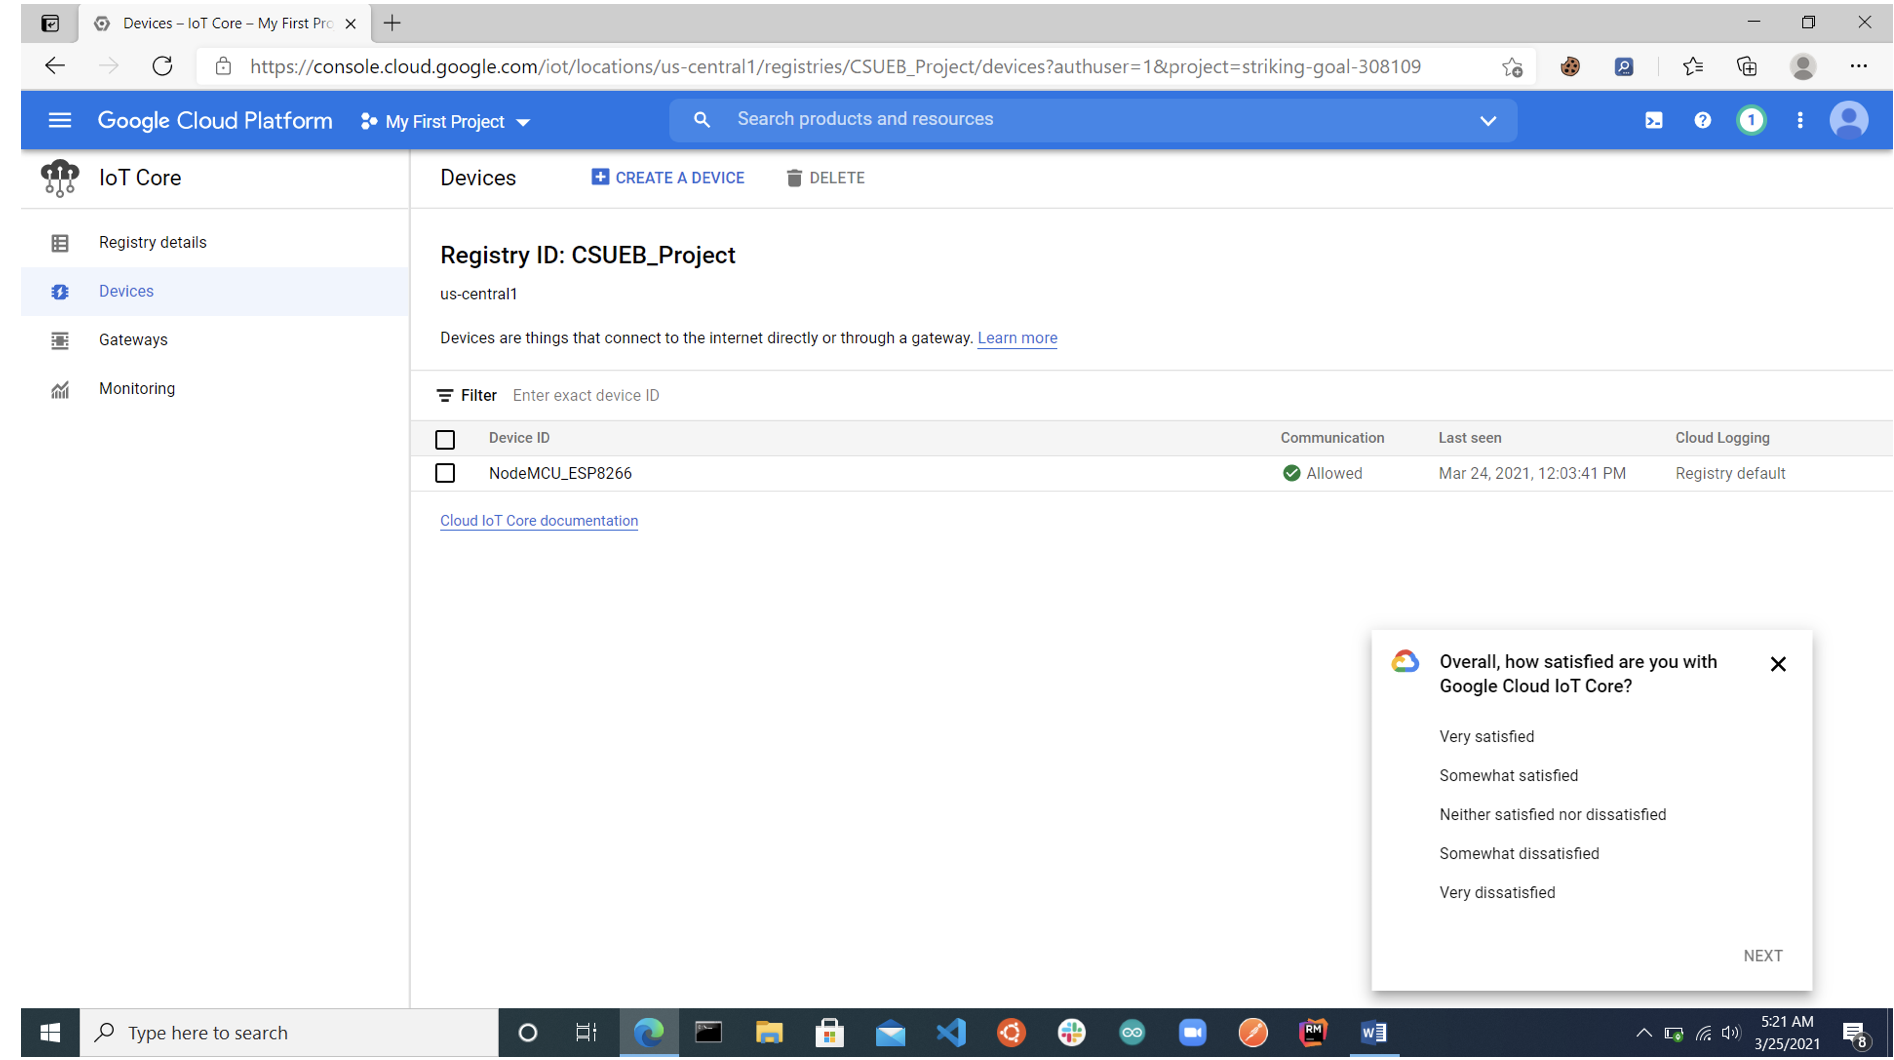 Devices – IoT Core – My First Pro
https://console.cloud.google.com/iot/locations/us-central1/registries/CSUEB_Project/devices?authuser=1&project=striking-goal-308109
Google Cloud Platform
My First Project
Search products and resources
1
IoT Core
Devices
CREATE A DEVICE
DELETE
Registry details
Devices
Gateways
Monitoring
Registry ID: CSUEB_Project
us-central1
Devices are things that connect to the internet directly or through a gateway. Learn more
Filter Enter exact device ID
Device ID Communication Last seen Cloud Logging
NodeMCU_ESP8266 Allowed Mar 24, 2021, 12:03:41 PM Registry default
Cloud IoT Core documentation
Overall, how satisfied are you with
Google Cloud IoT Core?
Very satisfied
Somewhat satisfied
Neither satisfied nor dissatisfied
Somewhat dissatisfied
Very dissatisfied
NEXT
Type here to search
RM
W
5:21 AM
3/25/2021
8